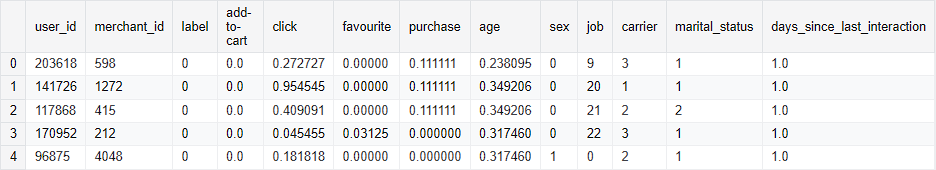 user_id merchant_id label add-to-cart click favourite purchase age sex job carrier marital_status days_since_last_interaction
0 203618 598 0 0.0 0.272727 0.00000 0.111111 0.238095 0 9 3 1 1.0
1 141726 1272 0 0.0 0.954545 0.00000 0.111111 0.349206 0 20 1 1 1.0
2 117868 415 0 0.0 0.409091 0.00000 0.111111 0.349206 0 21 2 2 1.0
3 170952 212 0 0.0 0.045455 0.03125 0.000000 0.317460 0 22 3 1 1.0
4 96875 4048 0 0.0 0.181818 0.00000 0.000000 0.317460 1 0 2 1 1.0